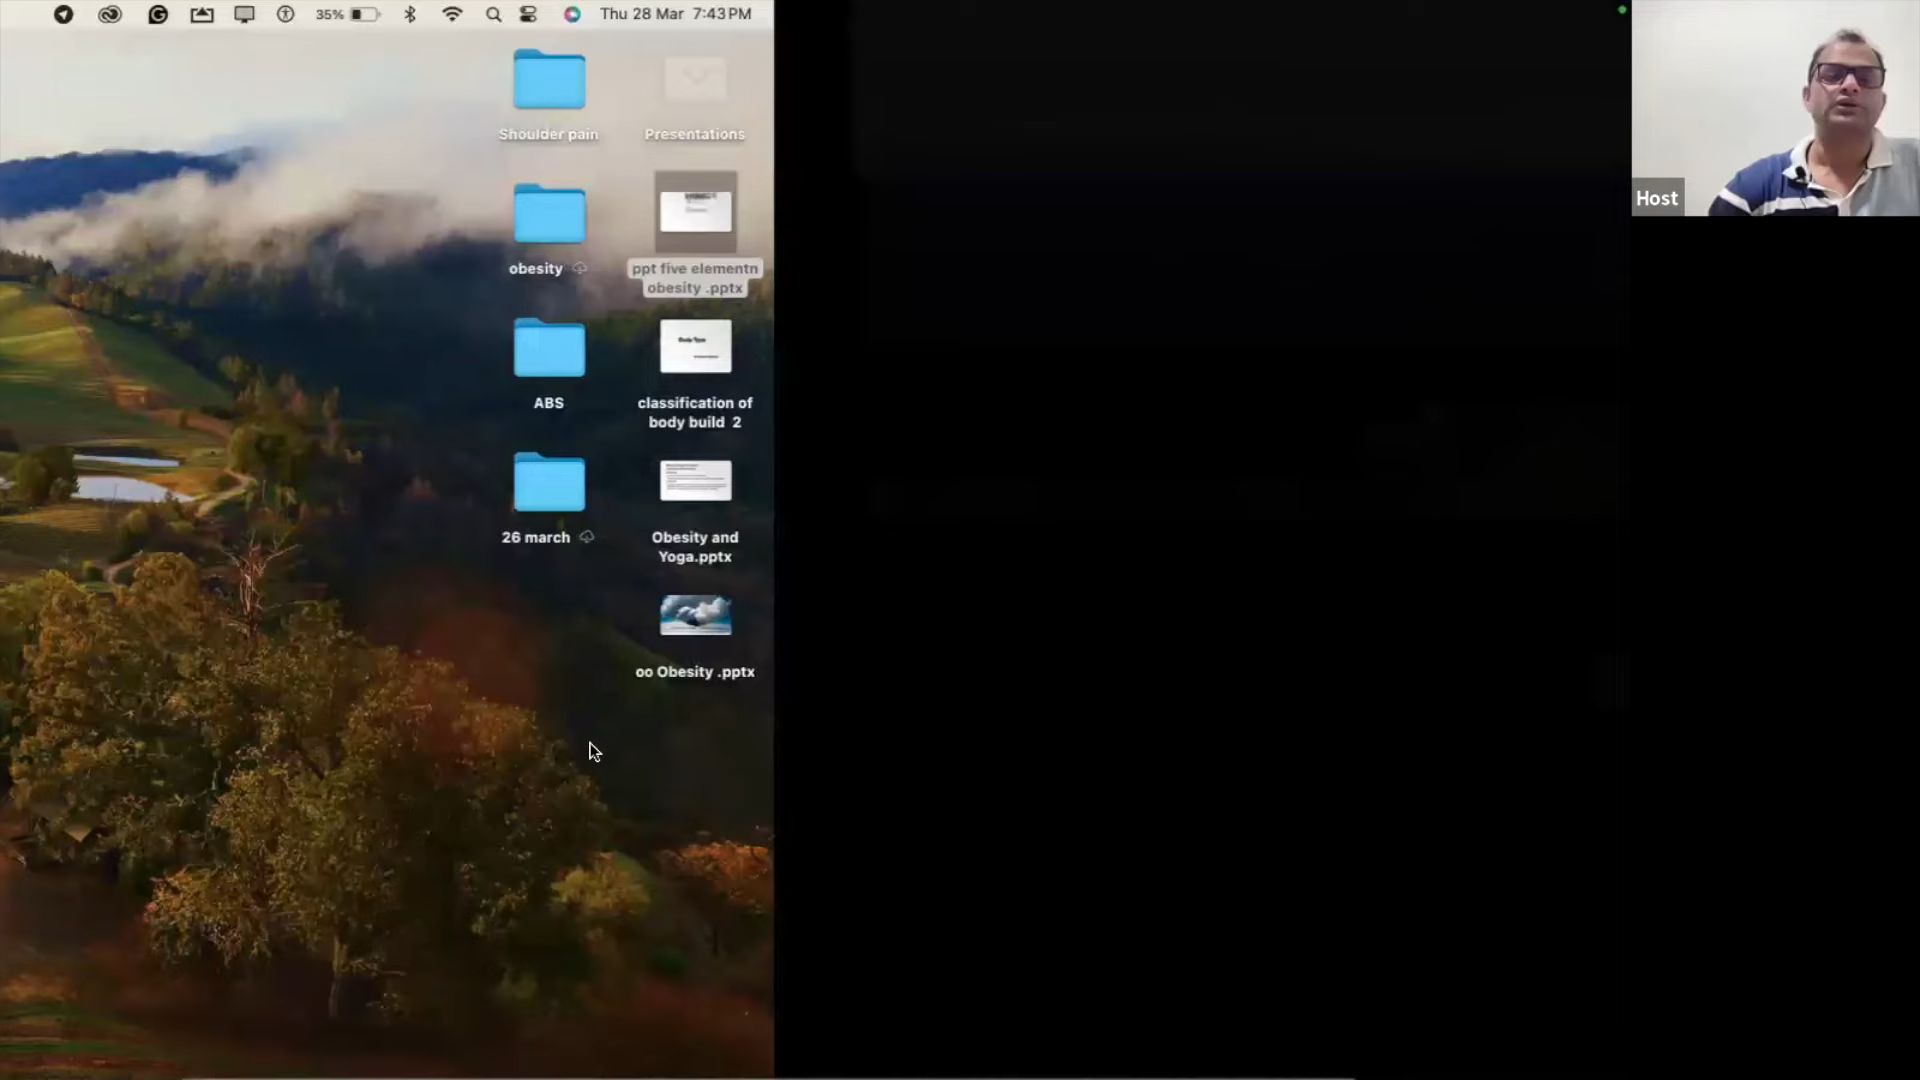 35% Thu 28 Mar 7:43 PM
Shoulder pain
Presentations
obesity
ppt five elementn
obesity .pptx
ABS
classification of
body build 2
26 march
Obesity and
Yoga.pptx
oo Obesity .pptx
Host